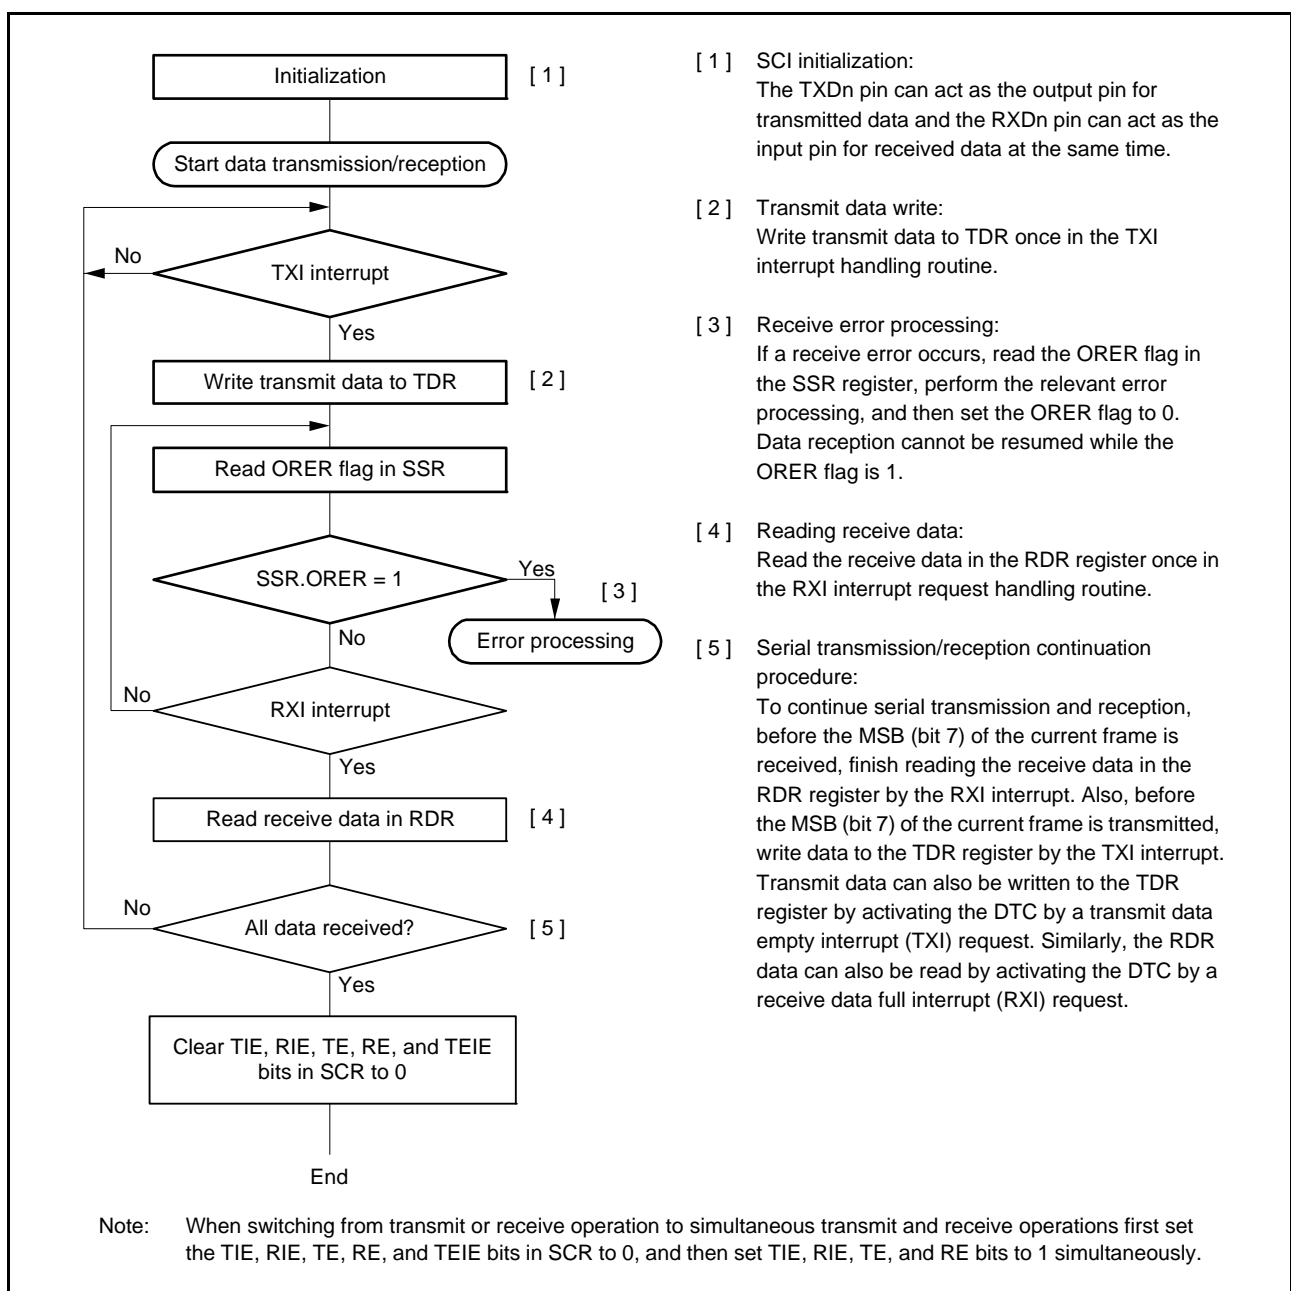 Initialization
[ 1 ]
Start data transmission/reception
No
TXI interrupt
Yes
Write transmit data to TDR
[ 2 ]
Read ORER flag in SSR
SSR.ORER = 1
Yes
[ 3 ]
No
Error processing
No
RXI interrupt
Yes
Read receive data in RDR
[ 4 ]
No
All data received?
[ 5 ]
Yes
Clear TIE, RIE, TE, RE, and TEIE
bits in SCR to 0
End
[ 1 ] SCI initialization:
The TXDn pin can act as the output pin for
transmitted data and the RXDn pin can act as the
input pin for received data at the same time.
[ 2 ] Transmit data write:
Write transmit data to TDR once in the TXI
interrupt handling routine.
[ 3 ] Receive error processing:
If a receive error occurs, read the ORER flag in
the SSR register, perform the relevant error
processing, and then set the ORER flag to 0.
Data reception cannot be resumed while the
ORER flag is 1.
[ 4 ] Reading receive data:
Read the receive data in the RDR register once in
the RXI interrupt request handling routine.
[ 5 ] Serial transmission/reception continuation
procedure:
To continue serial transmission and reception,
before the MSB (bit 7) of the current frame is
received, finish reading the receive data in the
RDR register by the RXI interrupt. Also, before
the MSB (bit 7) of the current frame is transmitted,
write data to the TDR register by the TXI interrupt.
Transmit data can also be written to the TDR
register by activating the DTC by a transmit data
empty interrupt (TXI) request. Similarly, the RDR
data can also be read by activating the DTC by a
receive data full interrupt (RXI) request.
Note: When switching from transmit or receive operation to simultaneous transmit and receive operations first set
the TIE, RIE, TE, RE, and TEIE bits in SCR to 0, and then set TIE, RIE, TE, and RE bits to 1 simultaneously.